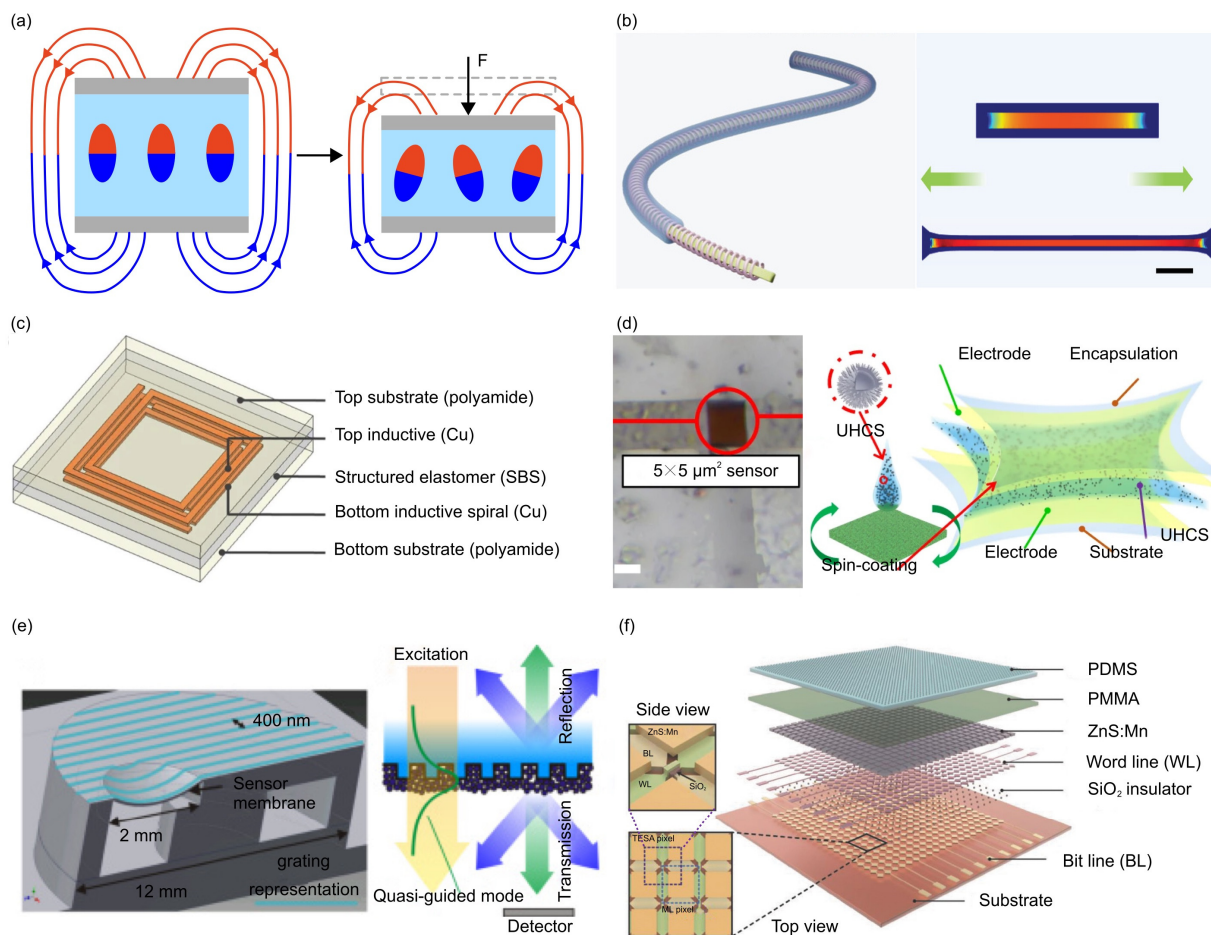 (a)
F
(b)
(c)
Top substrate (polyamide)
Top inductive (Cu)
Structured elastomer (SBS)
Bottom inductive spiral (Cu)
Bottom substrate (polyamide)
(d)
5×5 μm² sensor
UHCS
Spin-coating
Electrode
Encapsulation
Electrode
Substrate
UHCS
(e)
400 nm
Sensor
membrane
2 mm
grating
12 mm
representation
Excitation
Reflection
Transmission
Quasi-guided mode
Detector
(f)
Side view
ZnS:Mn
BL
WL
SiO₂
TESA pixel
ML pixel
Top view
PDMS
PMMA
ZnS:Mn
Word line (WL)
SiO₂ insulator
Bit line (BL)
Substrate